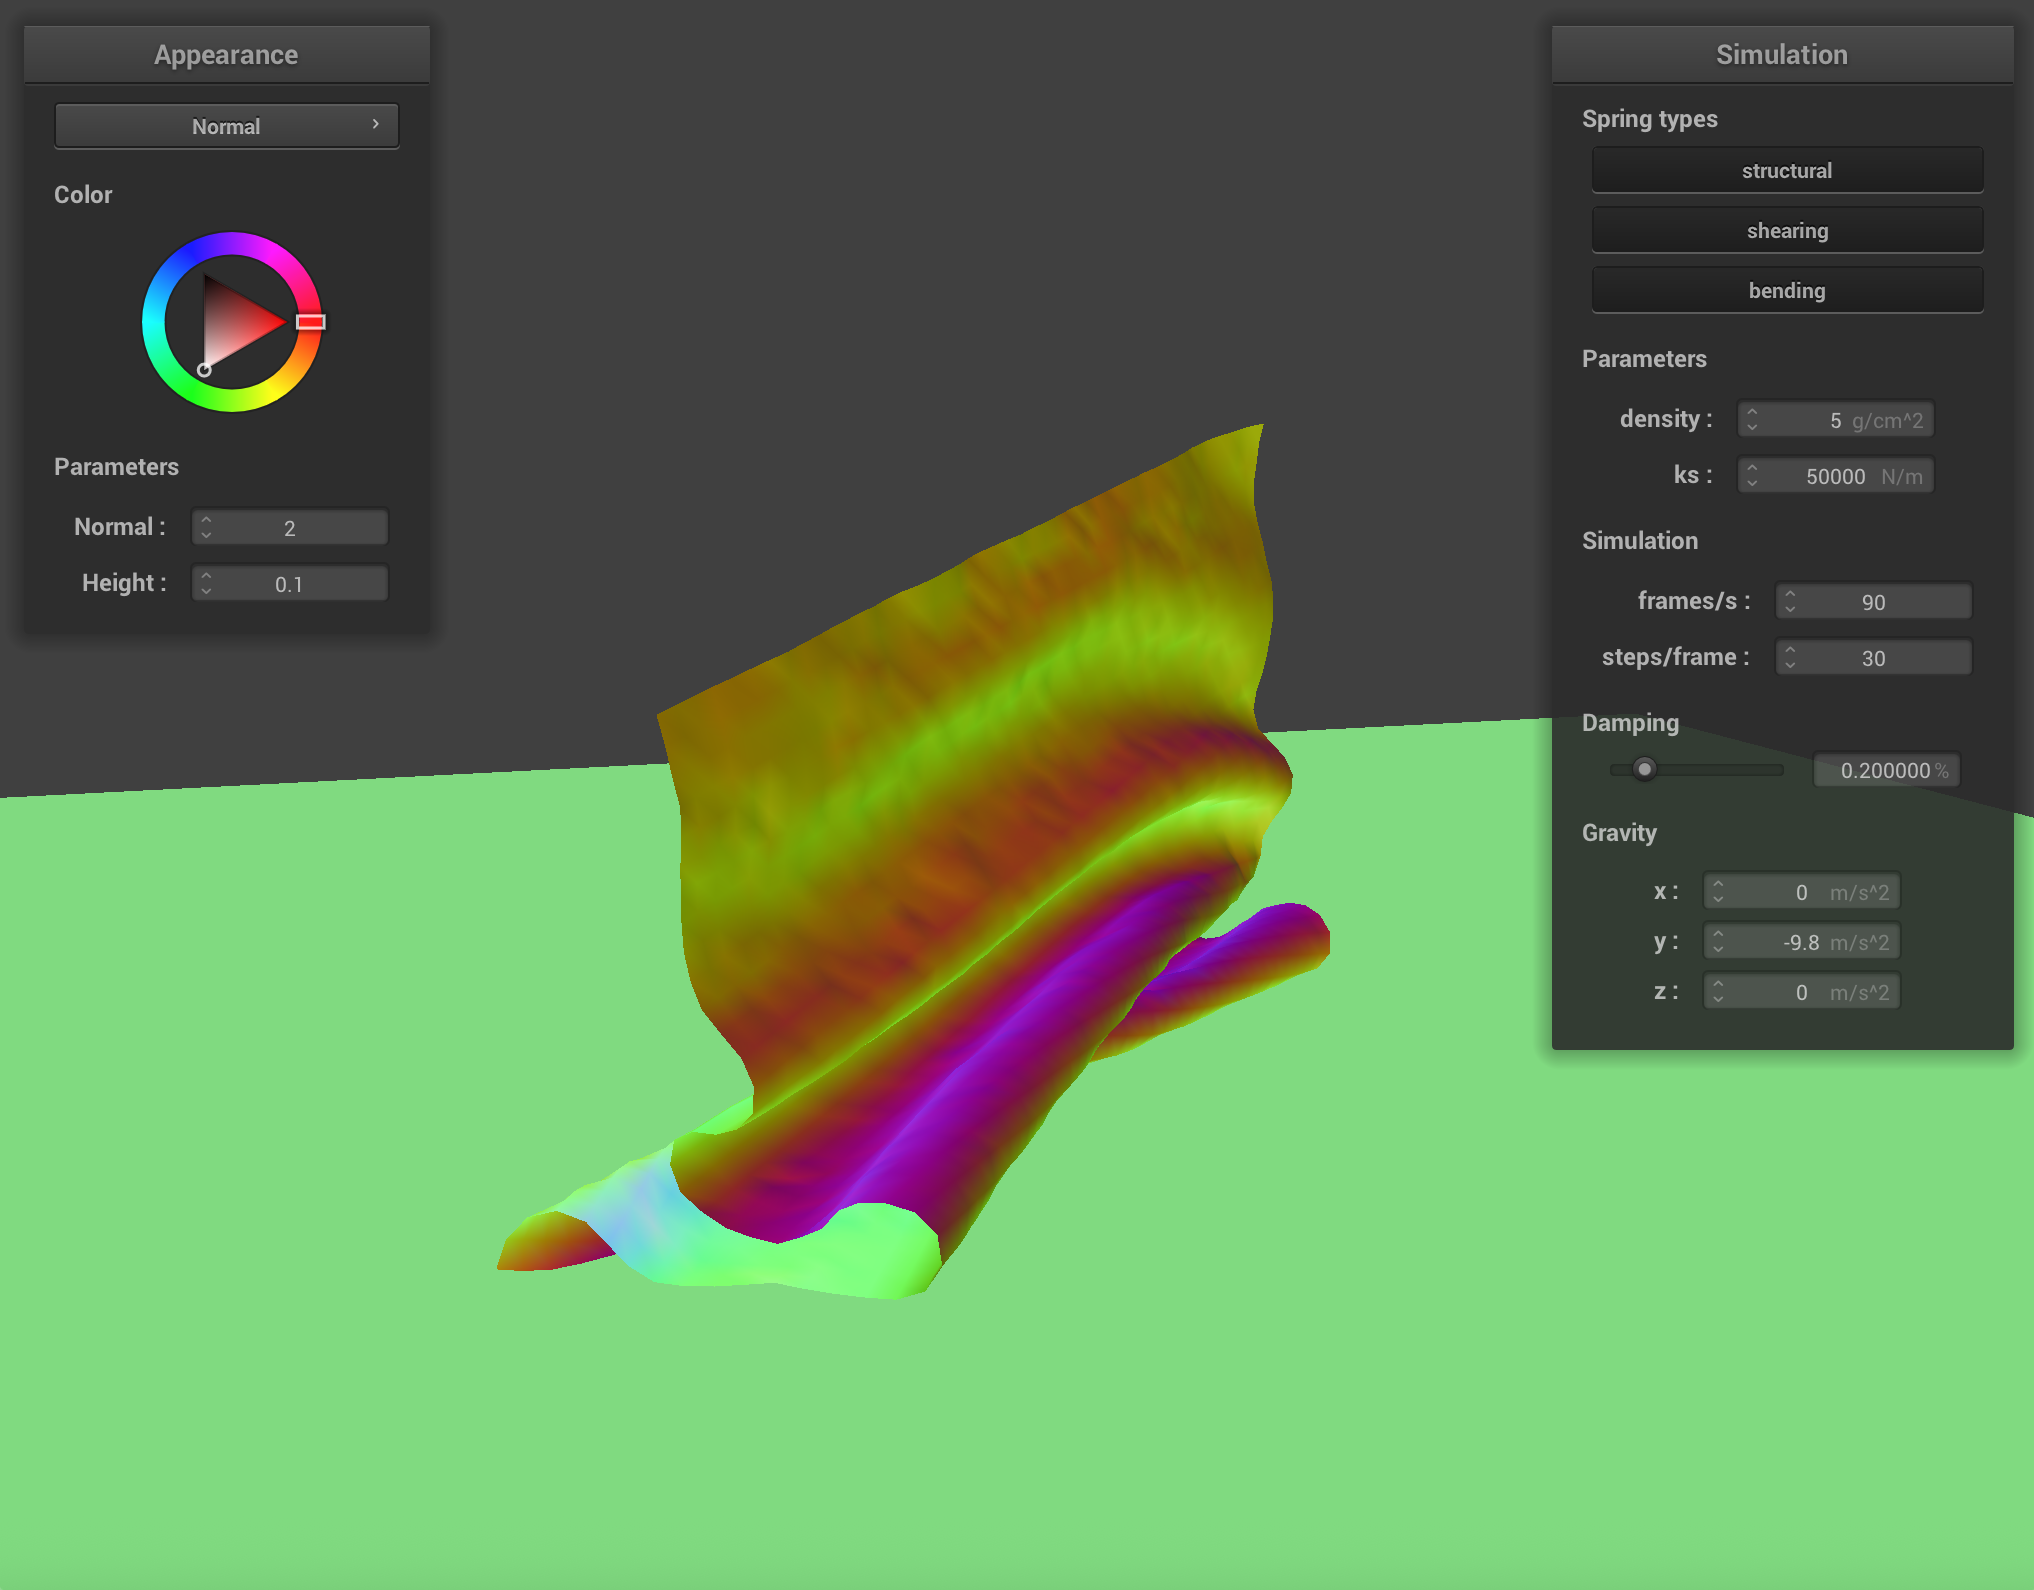 Appearance
Normal
Color
Parameters
Normal : 2
Height : 0.1
Simulation
Spring types
structural
shearing
bending
Parameters
density : 5 g/cm^2
ks : 50000 N/m
Simulation
frames/s : 90
steps/frame : 30
Damping
0.200000 %
Gravity
x : 0 m/s^2
y : -9.8 m/s^2
z : 0 m/s^2